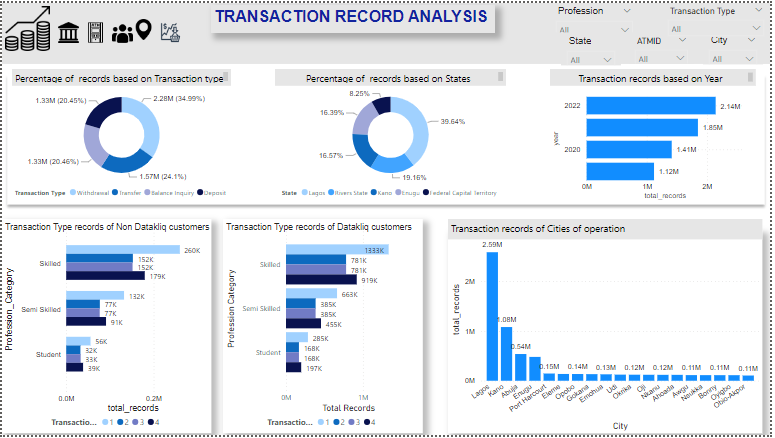 TRANSACTION RECORD ANALYSIS
Profession
Transaction Type
All
All
State
ATMID
City
All
All
All
Percentage of records based on Transaction type
1.33M (20.45%)
2.28M (34.99%)
1.33M (20.46%)
1.57M (24.1%)
Transaction Type
Withdrawal
Transfer
Balance Inquiry
Deposit
Percentage of records based on States
8.25%
16.39%
39.64%
16.57%
19.16%
State
Lagos
Rivers State
Kano
Enugu
Federal Capital Territory
Transaction records based on Year
year
2022
2.14M
1.85M
2020
1.41M
1.12M
0M
1M
2M
total_records
Transaction Type records of Non Datakliq customers
Profession_Category
Skilled
260K
152K
152K
179K
Semi Skilled
132K
77K
77K
91K
Student
56K
32K
33K
39K
0.0M
0.2M
total_records
Transactio...
1
2
3
4
Transaction Type records of Datakliq customers
Profession Category
Skilled
1333K
781K
781K
919K
Semi Skilled
663K
385K
385K
455K
Student
285K
168K
168K
197K
0M
1M
Total Records
Transactio...
1
2
3
4
Transaction records of Cities of operation
total_records
2M
1M
0M
2.59M
1.08M
0.54M
0.15M
0.14M
0.13M
0.12M
0.12M
0.11M
0.11M
0.11M
Lagos
Kano
Abuja
Enugu
Port Harcourt
Eleme
Opobo
Gokana
Emohua
Udi
Okrika
Oji
Nkanu
Ahoada
Awgu
Nsukka
Bonny
Oyigbo
Obio-Akpor
City